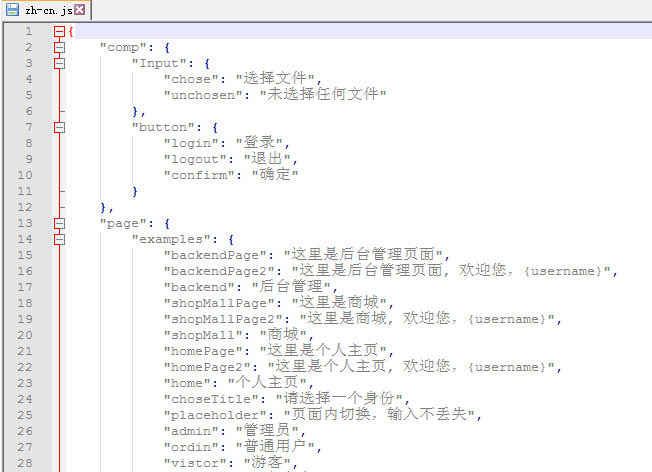 zh-cn.js
1 {
2 "comp": {
3 "Input": {
4 "chose": "选择文件",
5 "unchosen": "未选择任何文件"
6 },
7 "button": {
8 "login": "登录",
9 "logout": "退出",
10 "confirm": "确定"
11 }
12 },
13 "page": {
14 "examples": {
15 "backendPage": "这里是后台管理页面",
16 "backendPage2": "这里是后台管理页面, 欢迎您, {username}",
17 "backend": "后台管理",
18 "shopMallPage": "这里是商城",
19 "shopMallPage2": "这里是商城, 欢迎您, {username}",
20 "shopMall": "商城",
21 "homePage": "这里是个人主页",
22 "homePage2": "这里是个人主页, 欢迎您, {username}",
23 "home": "个人主页",
24 "choseTitle": "请选择一个身份",
25 "placeholder": "页面内切换, 输入不丢失",
26 "admin": "管理员",
27 "ordin": "普通用户",
28 "vistor": "游客",